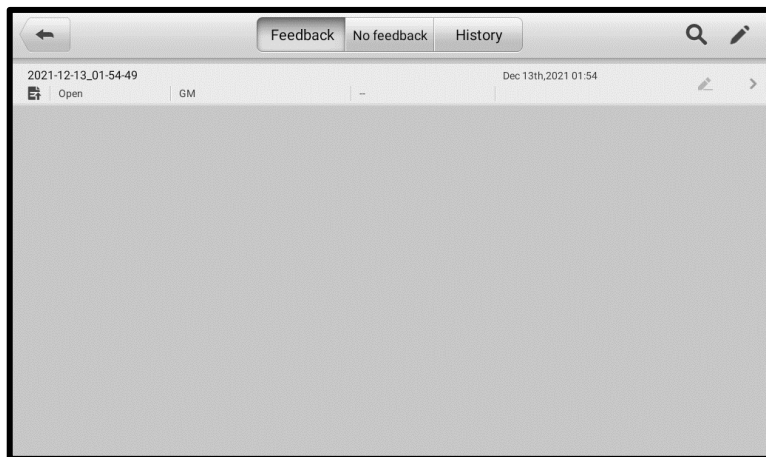 Feedback No feedback History
2021-12-13_01-54-49 Dec 13th,2021 01:54
Open GM --